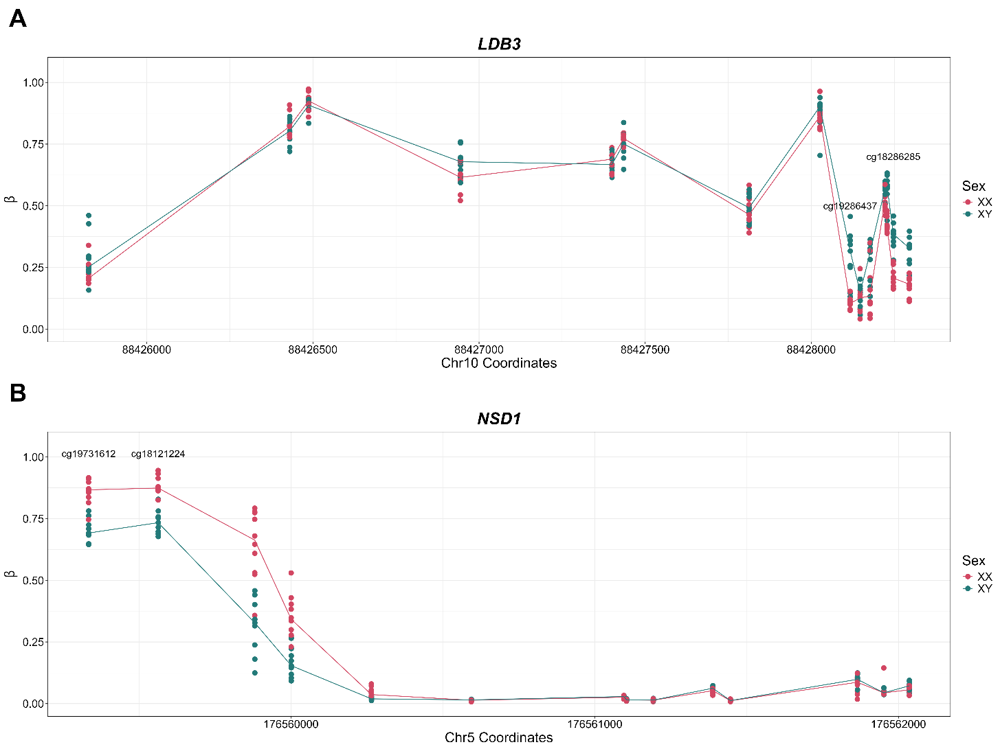 A
LDB3
1.00
0.75
0.50
0.25
0.00
β
cg18286285
cg19286437
Sex
XX
XY
88426000 88426500 88427000 88427500 88428000
Chr10 Coordinates
B
NSD1
cg19731612 cg18121224
1.00
0.75
0.50
0.25
0.00
β
Sex
XX
XY
176560000 176561000 176562000
Chr5 Coordinates